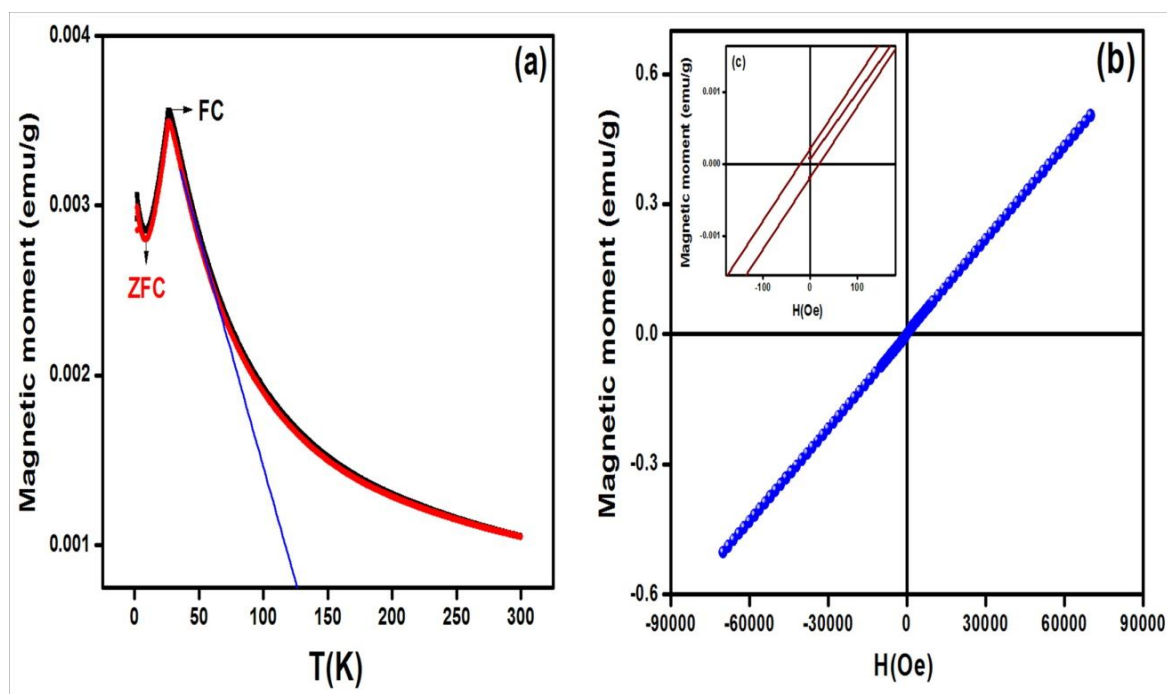 (a)
FC
ZFC
0.004
0.003
0.002
0.001
Magnetic moment (emu/g)
0 50 100 150 200 250 300
T(K)
(b)
0.6
0.3
0.0
-0.3
-0.6
Magnetic moment (emu/g)
-90000 -60000 -30000 0 30000 60000 90000
H(Oe)
(c)
0.001
0.000
-0.001
Magnetic moment (emu/g)
-100 0 100
H(Oe)